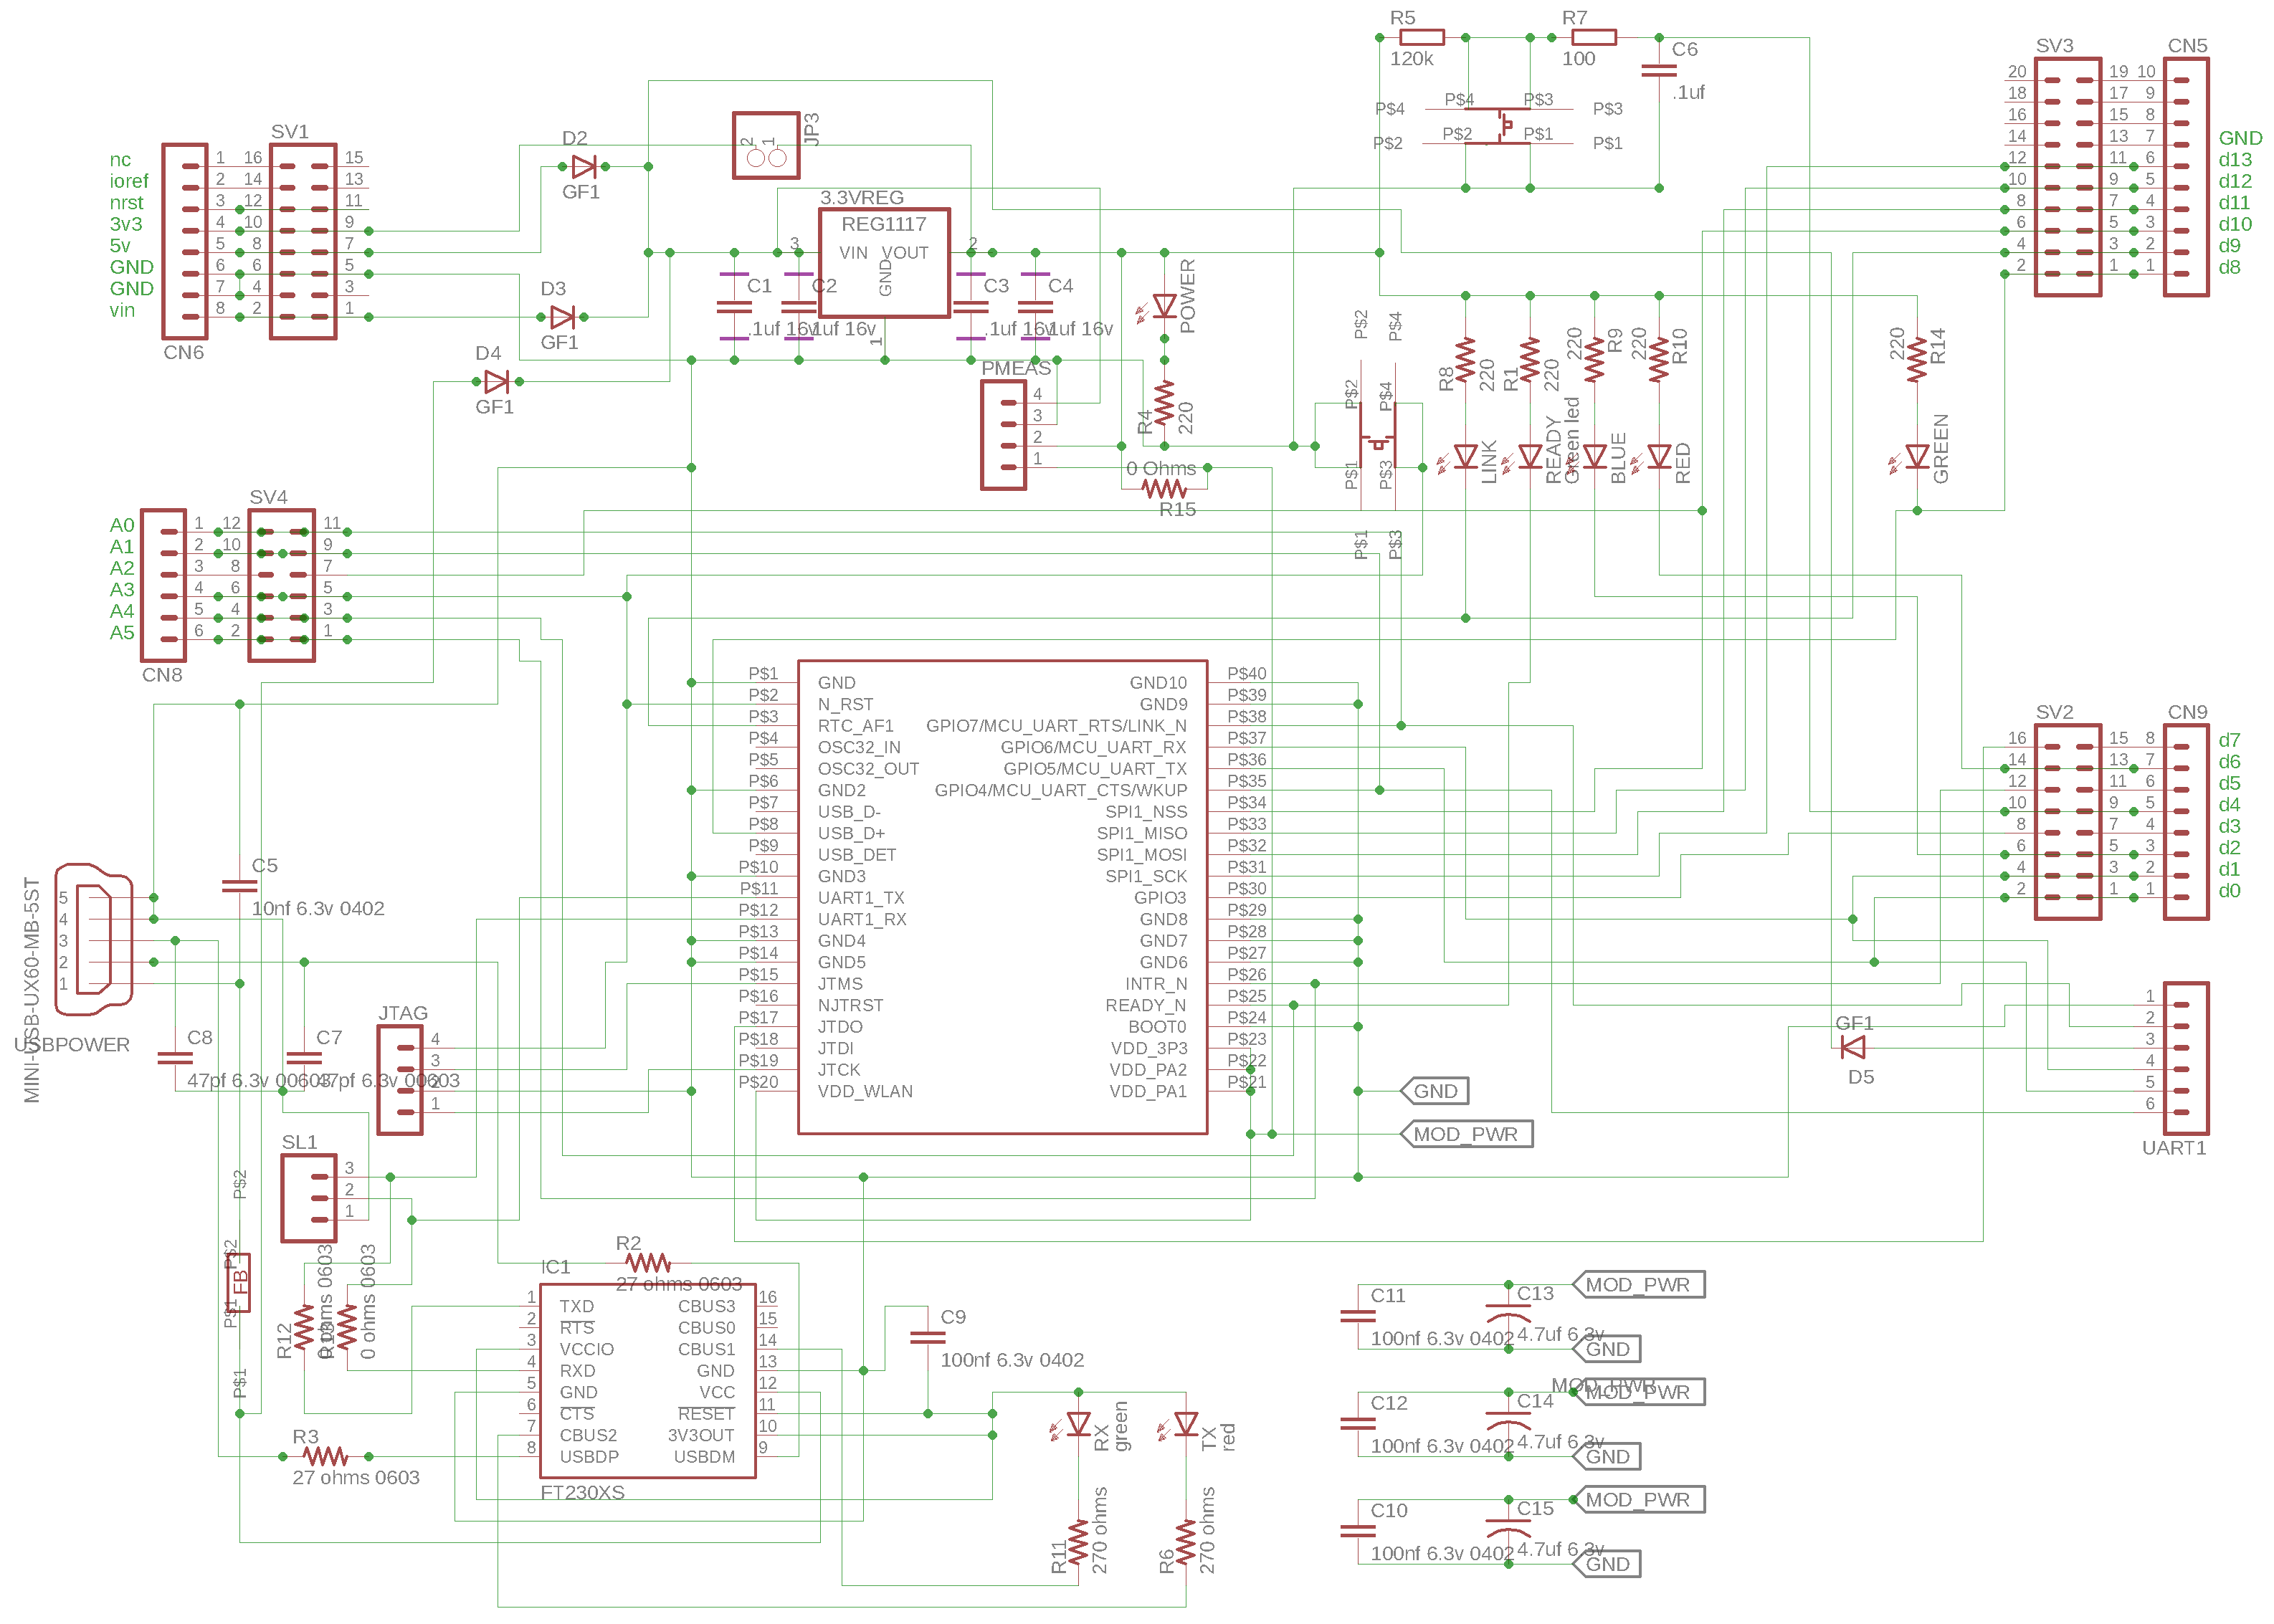 R5
120k
R7
100
C6
.1uf
P$4
P$4
P$3
P$3
P$2
P$2
P$1
P$1
SV3
CN5
20
19
10
18
17
9
16
15
8
14
13
7
GND
12
11
6
d13
10
9
5
d12
8
7
4
d11
6
5
3
d10
4
3
2
d9
2
1
1
d8
SV1
nc
1
16
15
ioref
2
14
13
nrst
3
12
11
3v3
4
10
9
5v
5
8
7
GND
6
6
5
GND
7
4
3
vin
8
2
1
CN6
D2
GF1
D3
GF1
D4
GF1
JP3
2
1
3.3VREG
REG1117
3
VIN
VOUT
2
GND
1
C1
.1uf 16v
C2
1uf 16v
C3
.1uf 16v
C4
1uf 16v
POWER
PMEAS
4
3
2
1
R4
220
0 Ohms
R15
P$2
P$4
P$2
P$4
P$1
P$3
P$1
P$3
R8
220
R1
220
220
R9
220
R10
220
R14
LINK
READY
Green led
BLUE
RED
GREEN
SV4
A0
1
12
11
A1
2
10
9
A2
3
8
7
A3
4
6
5
A4
5
4
3
A5
6
2
1
CN8
P$1
GND
P$2
N_RST
P$3
RTC_AF1
P$4
OSC32_IN
P$5
OSC32_OUT
P$6
GND2
P$7
USB_D-
P$8
USB_D+
P$9
USB_DET
P$10
GND3
P$11
UART1_TX
P$12
UART1_RX
P$13
GND4
P$14
GND5
P$15
JTMS
P$16
NJTRST
P$17
JTDO
P$18
JTDI
P$19
JTCK
P$20
VDD_WLAN
GND10
P$40
GND9
P$39
GPIO7/MCU_UART_RTS/LINK_N
P$38
GPIO6/MCU_UART_RX
P$37
GPIO5/MCU_UART_TX
P$36
GPIO4/MCU_UART_CTS/WKUP
P$35
SPI1_NSS
P$34
SPI1_MISO
P$33
SPI1_MOSI
P$32
SPI1_SCK
P$31
GPIO3
P$30
GND8
P$29
GND7
P$28
GND6
P$27
INTR_N
P$26
READY_N
P$25
BOOT0
P$24
VDD_3P3
P$23
VDD_PA2
P$22
VDD_PA1
P$21
GND
MOD_PWR
SV2
CN9
16
15
8
d7
14
13
7
d6
12
11
6
d5
10
9
5
d4
8
7
4
d3
6
5
3
d2
4
3
2
d1
2
1
1
d0
GF1
D5
1
2
3
4
5
6
UART1
MINI-USB-UX60-MB-5ST
5
4
3
2
1
USBPOWER
C5
10nf 6.3v 0402
C8
47pf 6.3v 00603
C7
47pf 6.3v 00603
JTAG
4
3
2
1
SL1
3
2
1
P$2
P$2
FB
P$1
P$1
R12
0 ohms 0603
R13
0 ohms 0603
R3
27 ohms 0603
R2
27 ohms 0603
IC1
1
TXD
2
RTS
3
VCCIO
4
RXD
5
GND
6
CTS
7
CBUS2
8
USBDP
CBUS3
16
CBUS0
15
CBUS1
14
GND
13
VCC
12
RESET
11
3V3OUT
10
USBDM
9
FT230XS
C9
100nf 6.3v 0402
RX
green
TX
red
R11
270 ohms
R6
270 ohms
C11
100nf 6.3v 0402
C13
4.7uf 6.3v
MOD_PWR
GND
C12
100nf 6.3v 0402
C14
4.7uf 6.3v
MOD_PWR
MOD_PWR
GND
C10
100nf 6.3v 0402
C15
4.7uf 6.3v
MOD_PWR
GND